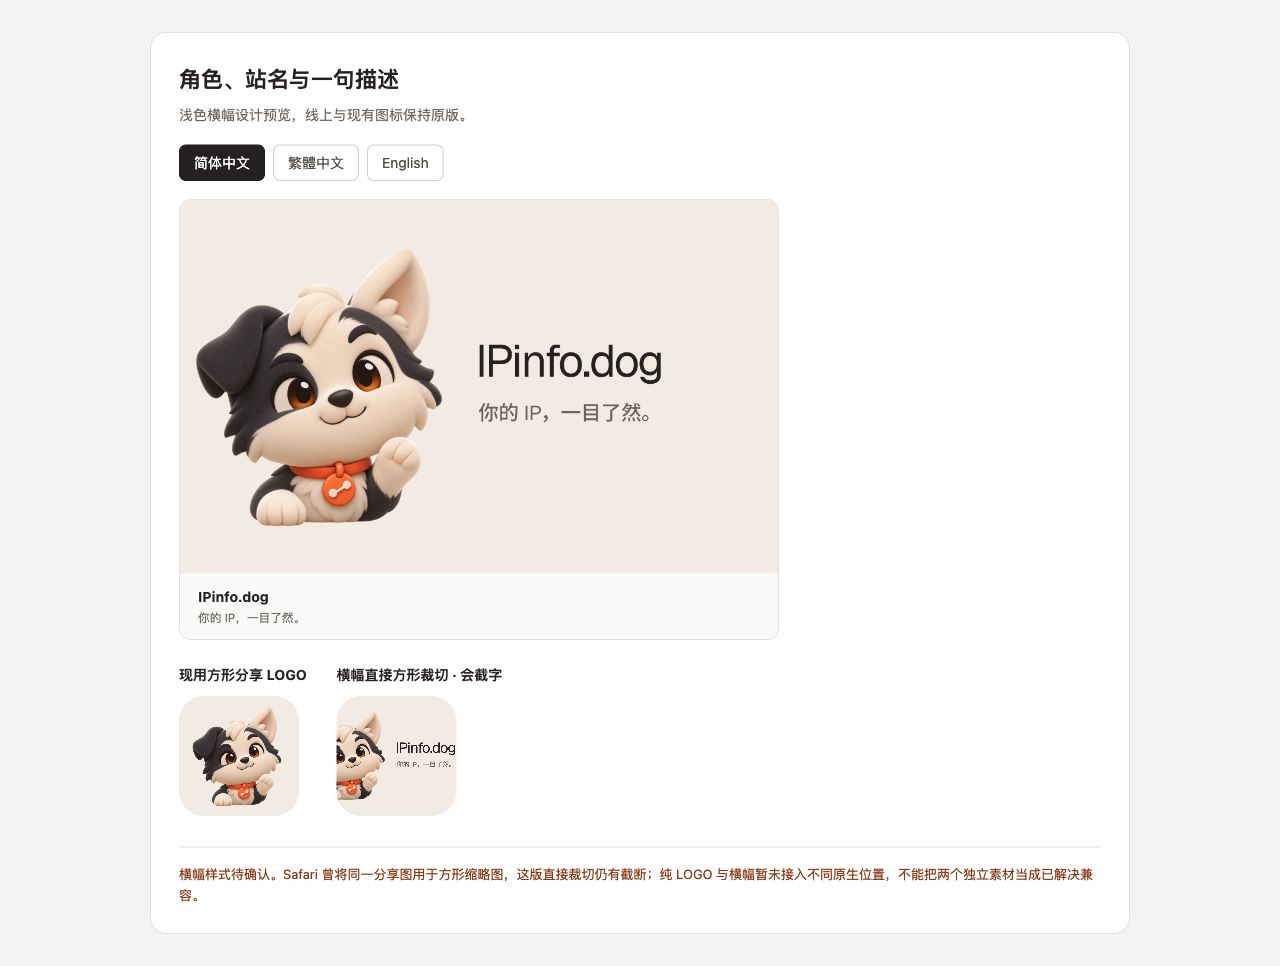 角色、站名与一句描述
浅色横幅设计预览，线上与现有图标保持原版。
简体中文
繁體中文
English
IPinfo.dog
你的 IP，一目了然。
IPinfo.dog
你的 IP，一目了然。
现用方形分享 LOGO
横幅直接方形裁切 · 会截字
IPinfo.dog
你的 IP，一目了然。
横幅样式待确认。Safari 曾将同一分享图用于方形缩略图，这版直接裁切仍有截断；纯 LOGO 与横幅暂未接入不同原生位置，不能把两个独立素材当成已解决兼
容。